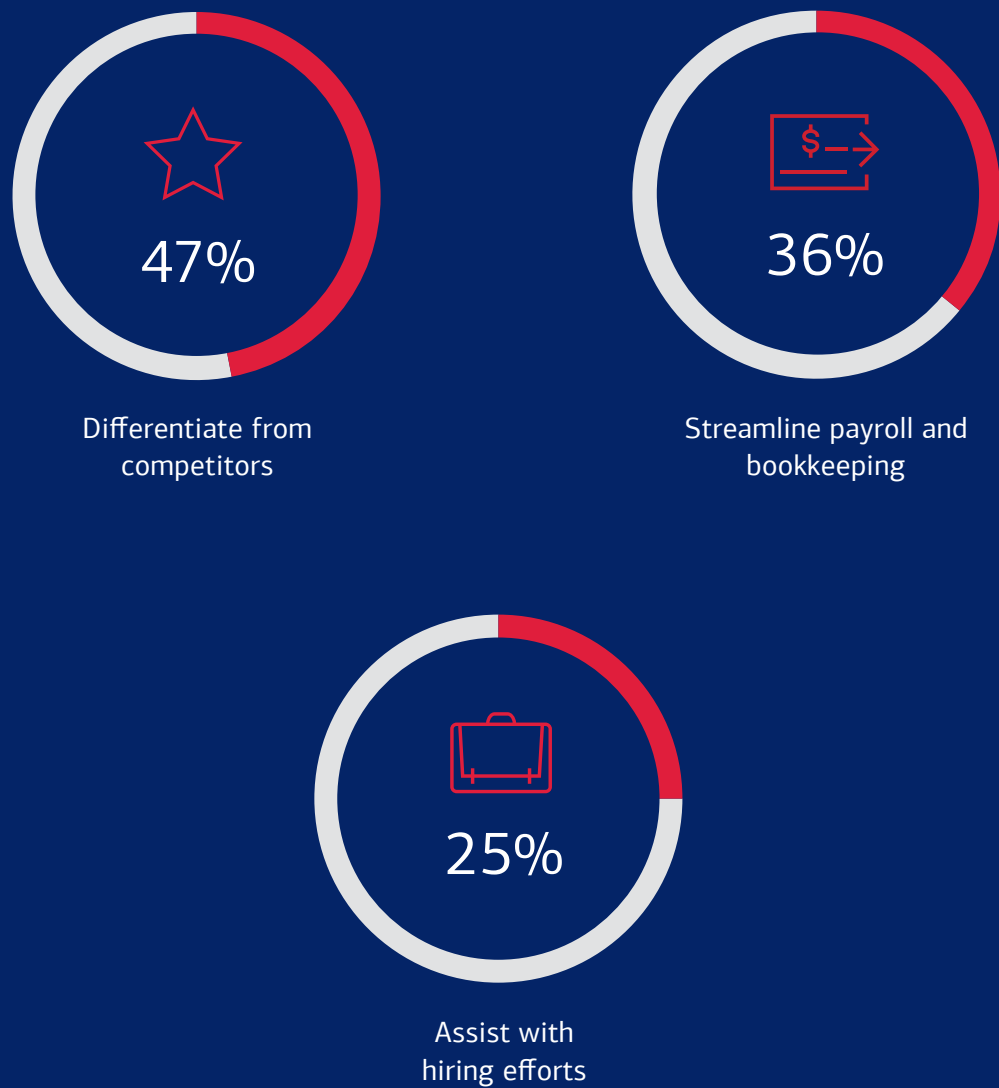 47%
Differentiate from
competitors
$
36%
Streamline payroll and
bookkeeping
25%
Assist with
hiring efforts